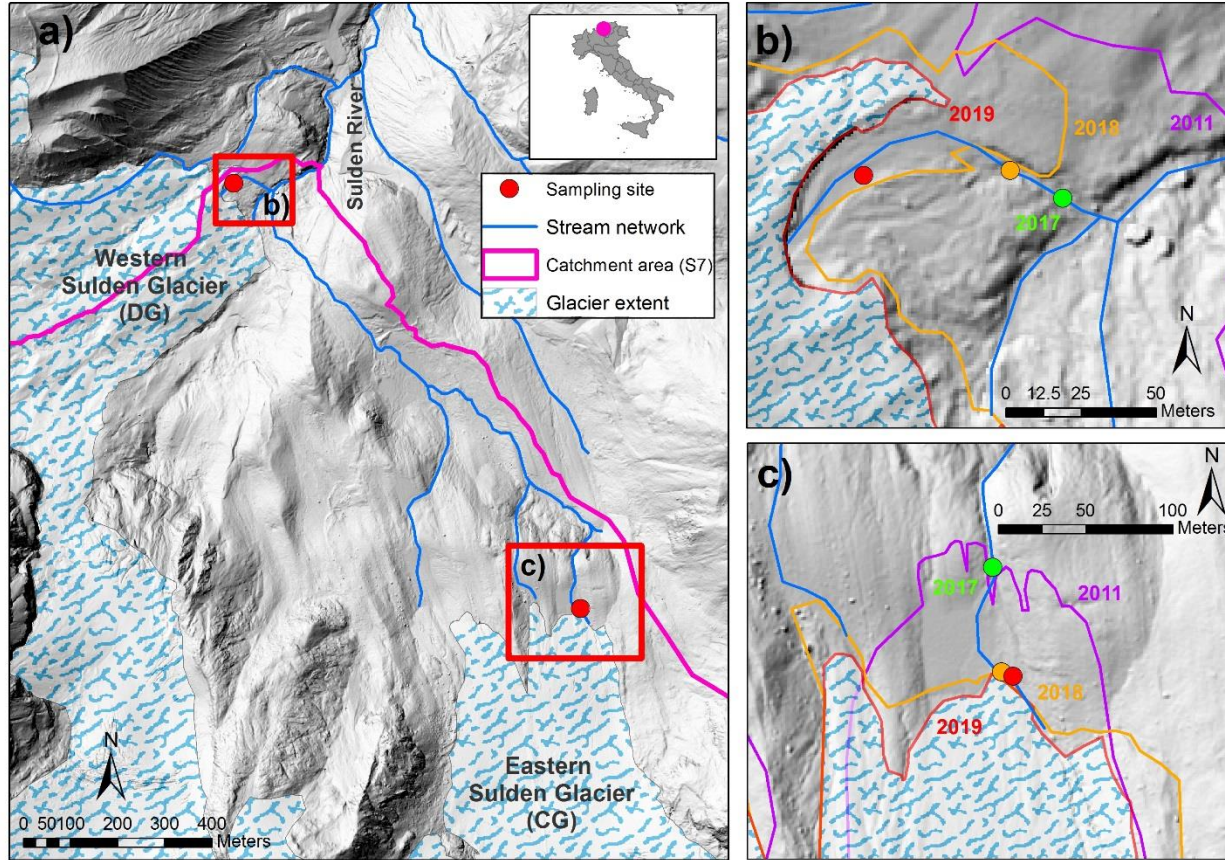 a)
Sulden River
b)
Western
Sulden Glacier
(DG)
Sampling site
Stream network
Catchment area (S7)
Glacier extent
c)
Eastern
Sulden Glacier
(CG)
N
0 50 100 200 300 400
Meters
b)
2019
2018
2011
2017
N
0 12.5 25 50
Meters
c)
N
0 25 50 100
Meters
2017
2011
2018
2019